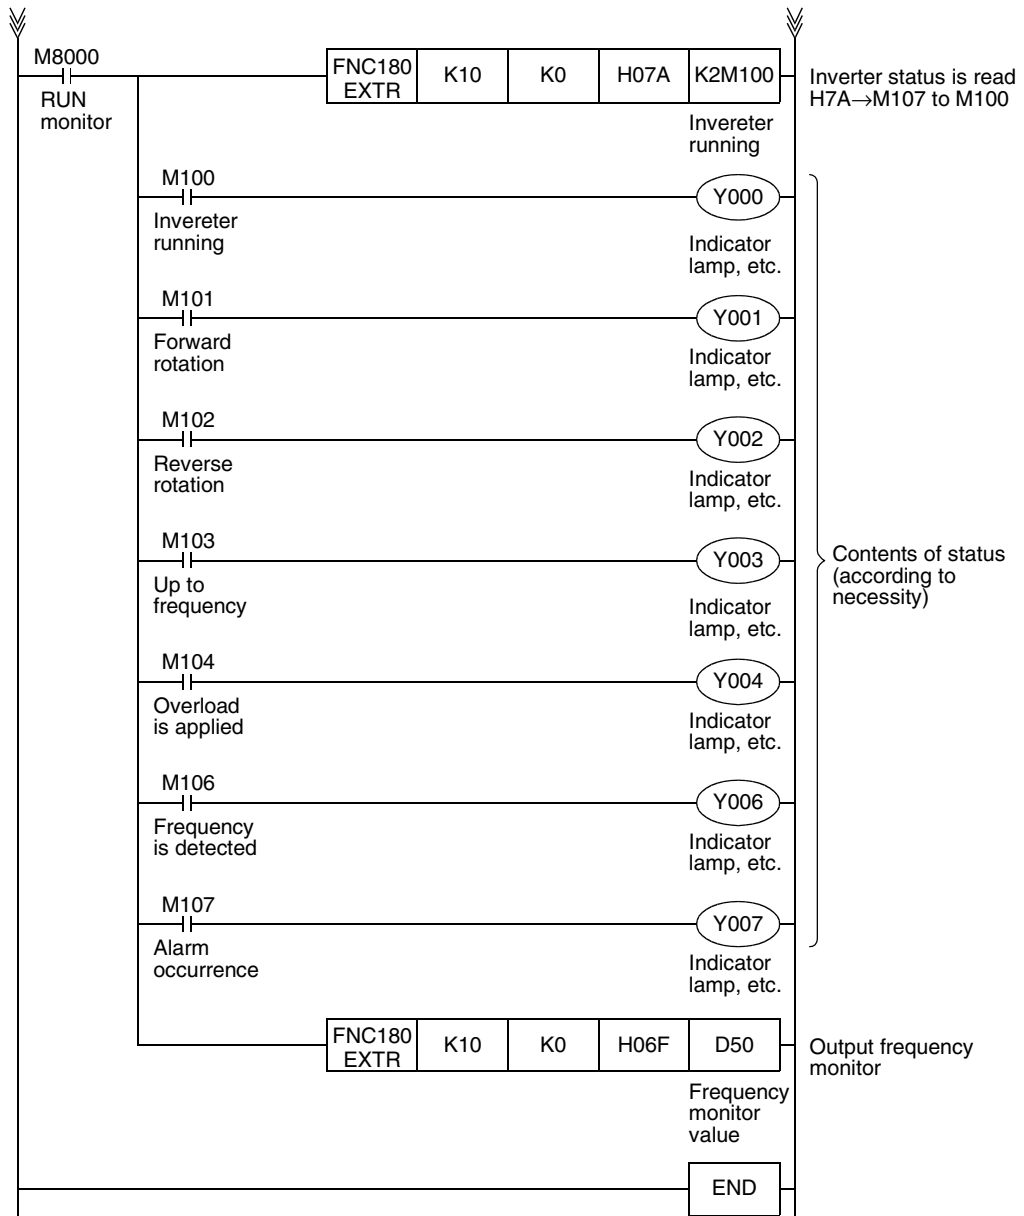 M8000
RUN
monitor
FNC180
EXTR
K10
K0
H07A
K2M100
Inverter status is read
H7A→M107 to M100
Invereter
running
M100
Invereter
running
Y000
Indicator
lamp, etc.
M101
Forward
rotation
Y001
Indicator
lamp, etc.
M102
Reverse
rotation
Y002
Indicator
lamp, etc.
M103
Up to
frequency
Y003
Indicator
lamp, etc.
Contents of status
(according to
necessity)
M104
Overload
is applied
Y004
Indicator
lamp, etc.
M106
Frequency
is detected
Y006
Indicator
lamp, etc.
M107
Alarm
occurrence
Y007
Indicator
lamp, etc.
FNC180
EXTR
K10
K0
H06F
D50
Output frequency
monitor
Frequency
monitor
value
END